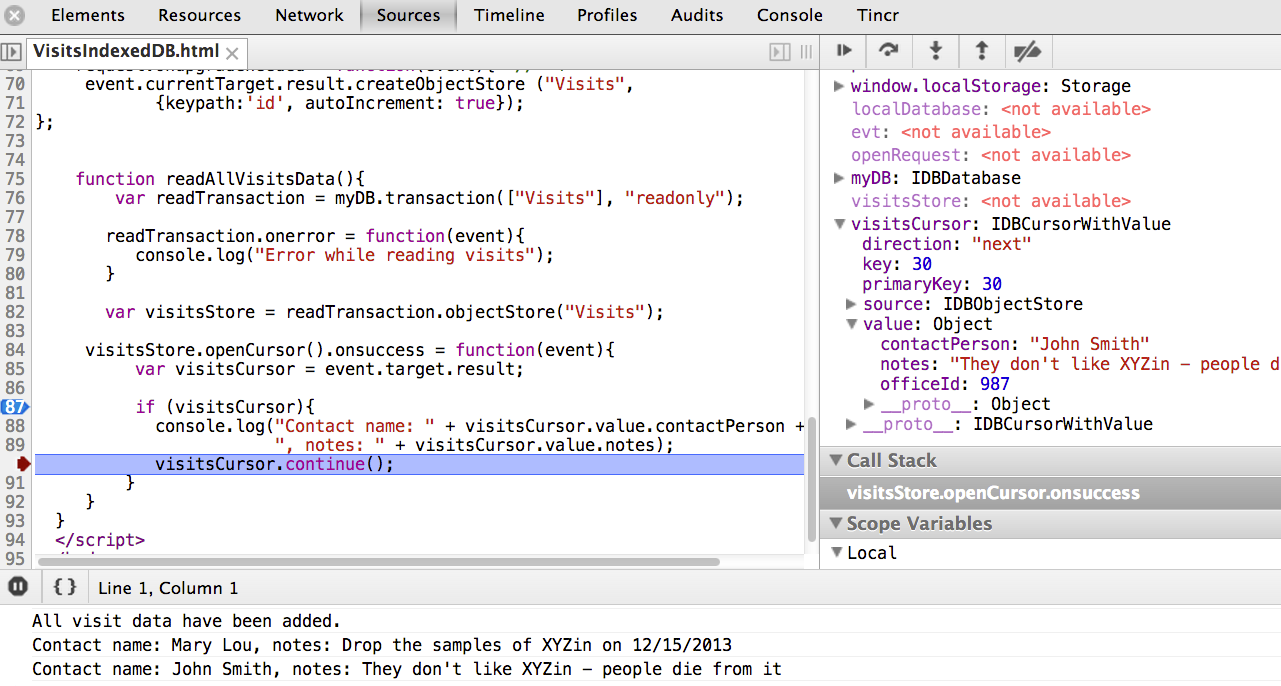 Elements Resources Network Sources Timeline Profiles Audits Console Tincr
VisitsIndexedDB.html
70 event.currentTarget.result.createObjectStore ("Visits",
71 {keypath:'id', autoIncrement: true});
72 };
73
74
75 function readAllVisitsData(){
76 var readTransaction = myDB.transaction(["Visits"], "readonly");
77
78 readTransaction.onerror = function(event){
79 console.log("Error while reading visits");
80 }
81
82 var visitsStore = readTransaction.objectStore("Visits");
83
84 visitsStore.openCursor().onsuccess = function(event){
85 var visitsCursor = event.target.result;
86
87 if (visitsCursor){
88 console.log("Contact name: " + visitsCursor.value.contactPerson +
89 ", notes: " + visitsCursor.value.notes);
visitsCursor.continue();
91 }
92 }
93 }
94 </script>
95
window.localStorage: Storage
localDatabase: <not available>
evt: <not available>
openRequest: <not available>
myDB: IDBDatabase
visitsStore: <not available>
visitsCursor: IDBCursorWithValue
direction: "next"
key: 30
primaryKey: 30
source: IDBObjectStore
value: Object
contactPerson: "John Smith"
notes: "They don't like XYZin – people d
officeId: 987
__proto__: Object
__proto__: IDBCursorWithValue
Call Stack
visitsStore.openCursor.onsuccess
Scope Variables
Local
{} Line 1, Column 1
All visit data have been added.
Contact name: Mary Lou, notes: Drop the samples of XYZin on 12/15/2013
Contact name: John Smith, notes: They don't like XYZin – people die from it